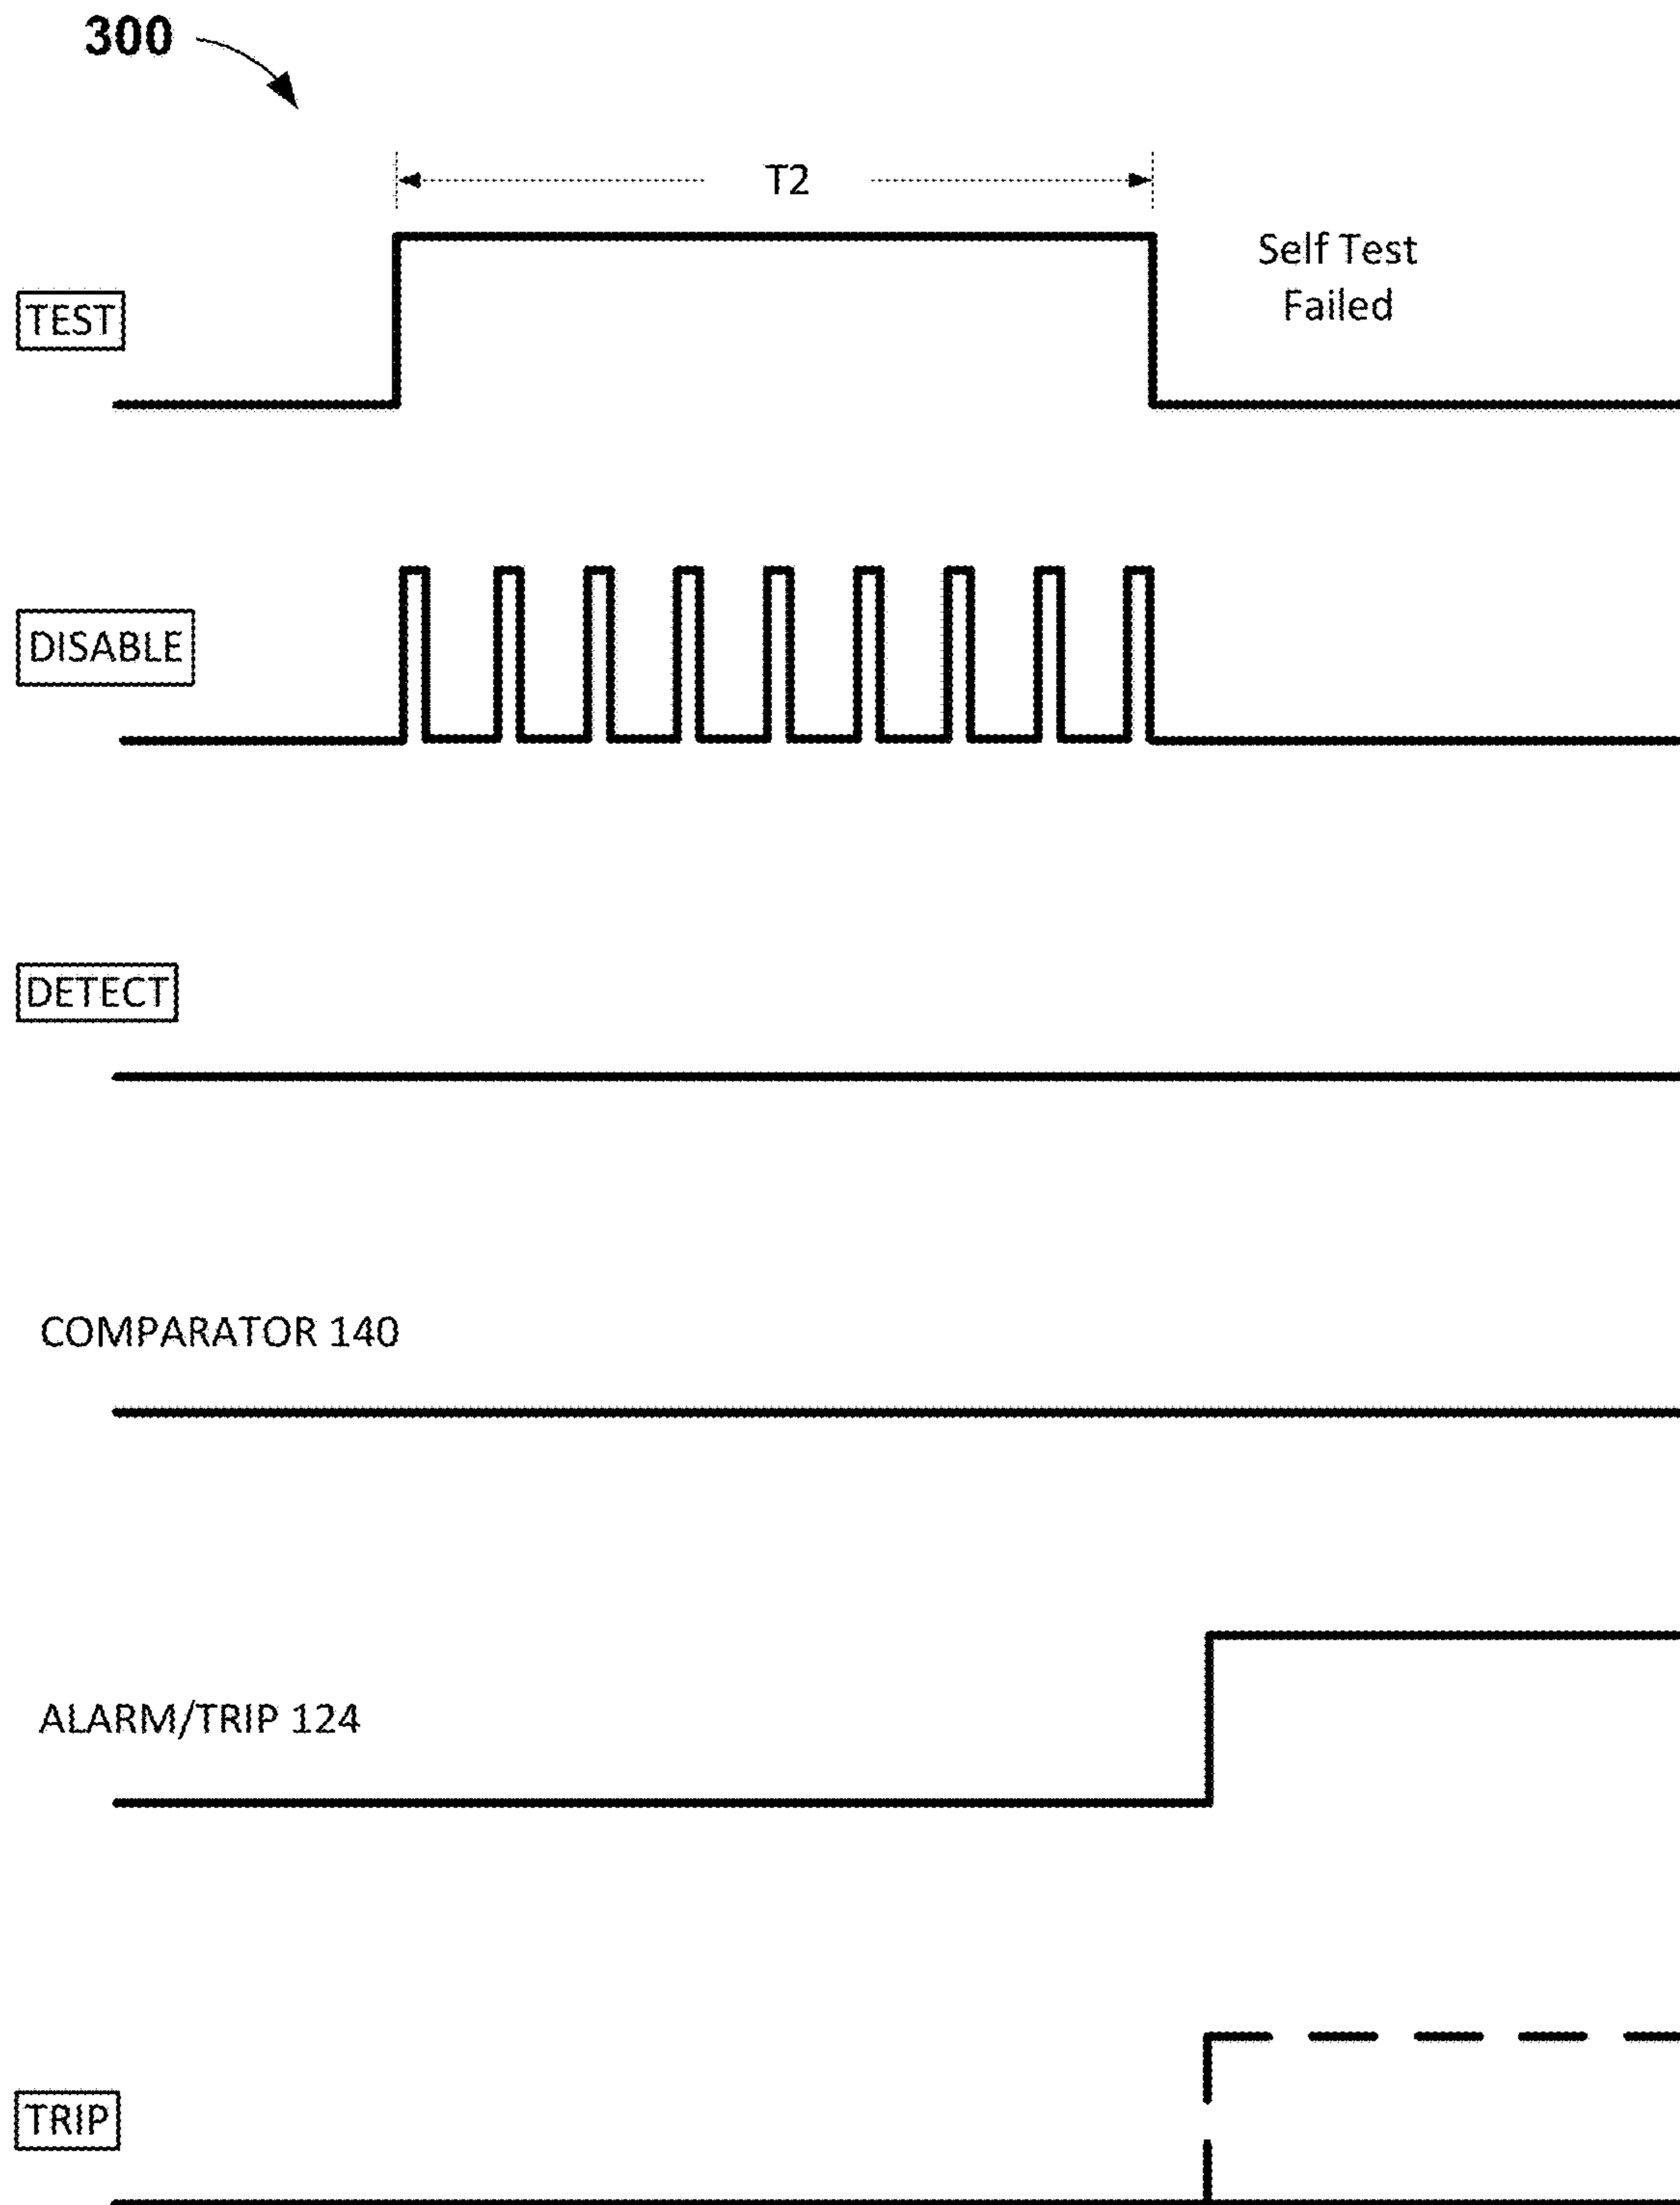 300
T2
Self Test
Failed
TEST
DISABLE
DETECT
COMPARATOR 140
ALARM/TRIP 124
TRIP